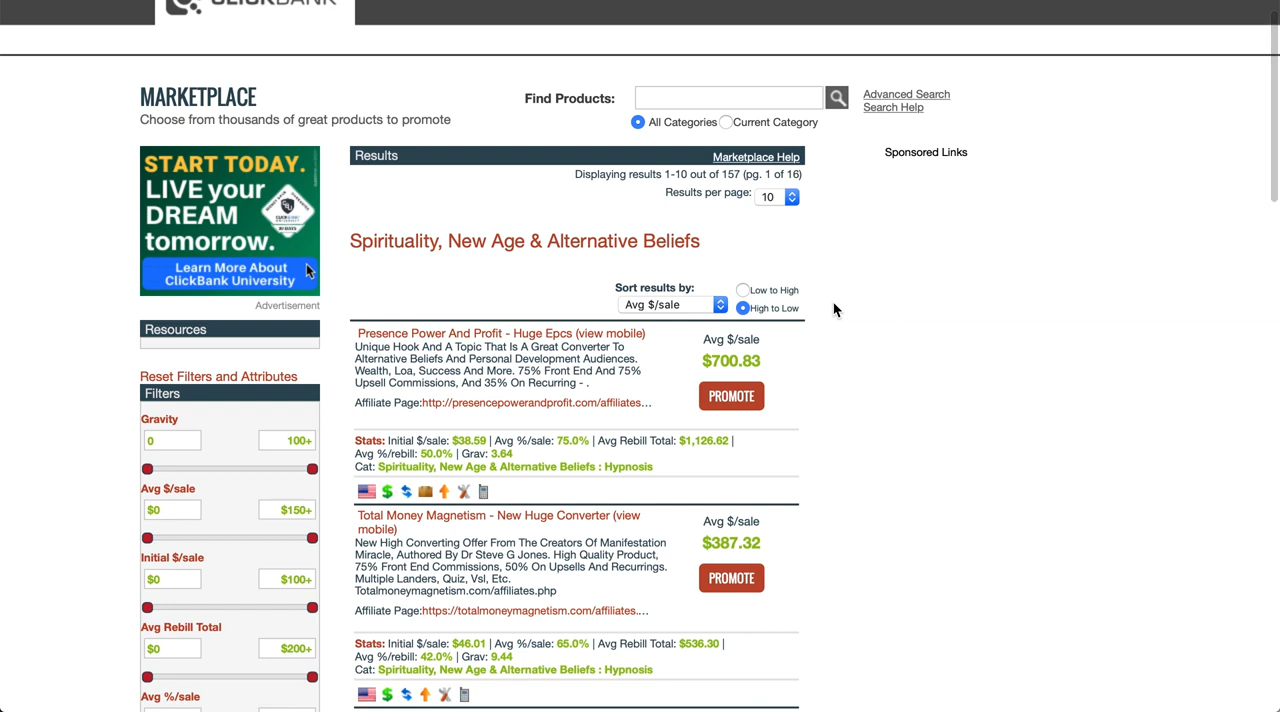 CLICKBANK
MARKETPLACE
Choose from thousands of great products to promote
Find Products:
Advanced Search
Search Help
All Categories Current Category
START TODAY.
LIVE your
DREAM
tomorrow.
Learn More About
ClickBank University
Advertisement
Resources
Reset Filters and Attributes
Filters
Gravity
0 100+
Avg $/sale
$0 $150+
Initial $/sale
$0 $100+
Avg Rebill Total
$0 $200+
Avg %/sale
Results Marketplace Help
Displaying results 1-10 out of 157 (pg. 1 of 16)
Results per page: 10
Spirituality, New Age & Alternative Beliefs
Sort results by:
Avg $/sale
Low to High
High to Low
Presence Power And Profit - Huge Epcs (view mobile)
Unique Hook And A Topic That Is A Great Converter To
Alternative Beliefs And Personal Development Audiences.
Wealth, Loa, Success And More. 75% Front End And 75%
Upsell Commissions, And 35% On Recurring - .
Affiliate Page:http://presencepowerandprofit.com/affiliates...
Avg $/sale
$700.83
PROMOTE
Stats: Initial $/sale: $38.59 | Avg %/sale: 75.0% | Avg Rebill Total: $1,126.62 |
Avg %/rebill: 50.0% | Grav: 3.64
Cat: Spirituality, New Age & Alternative Beliefs : Hypnosis
Total Money Magnetism - New Huge Converter (view
mobile)
New High Converting Offer From The Creators Of Manifestation
Miracle, Authored By Dr Steve G Jones. High Quality Product,
75% Front End Commissions, 50% On Upsells And Recurrings.
Multiple Landers, Quiz, Vsl, Etc.
Totalmoneymagnetism.com/affiliates.php
Affiliate Page:https://totalmoneymagnetism.com/affiliates....
Avg $/sale
$387.32
PROMOTE
Stats: Initial $/sale: $46.01 | Avg %/sale: 65.0% | Avg Rebill Total: $536.30 |
Avg %/rebill: 42.0% | Grav: 9.44
Cat: Spirituality, New Age & Alternative Beliefs : Hypnosis
Sponsored Links